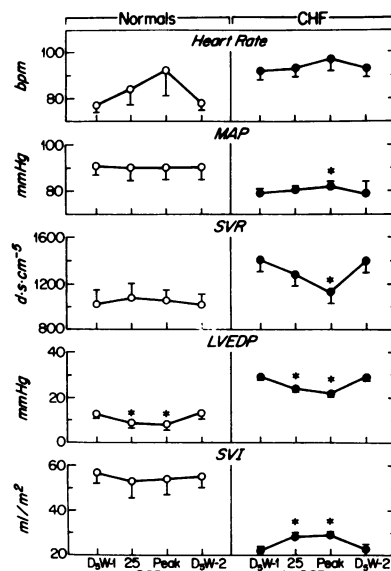 Normals CHF
Heart Rate
bpm
100
80
MAP
mmHg
100
80
SVR
d·s·cm⁻⁵
1600
1200
800
LVEDP
mmHg
40
20
0
SVI
ml/m²
60
40
20
* * * * * * * *
D₅W-1 25 Peak D₅W-2 D₅W-1 25 Peak D₅W-2